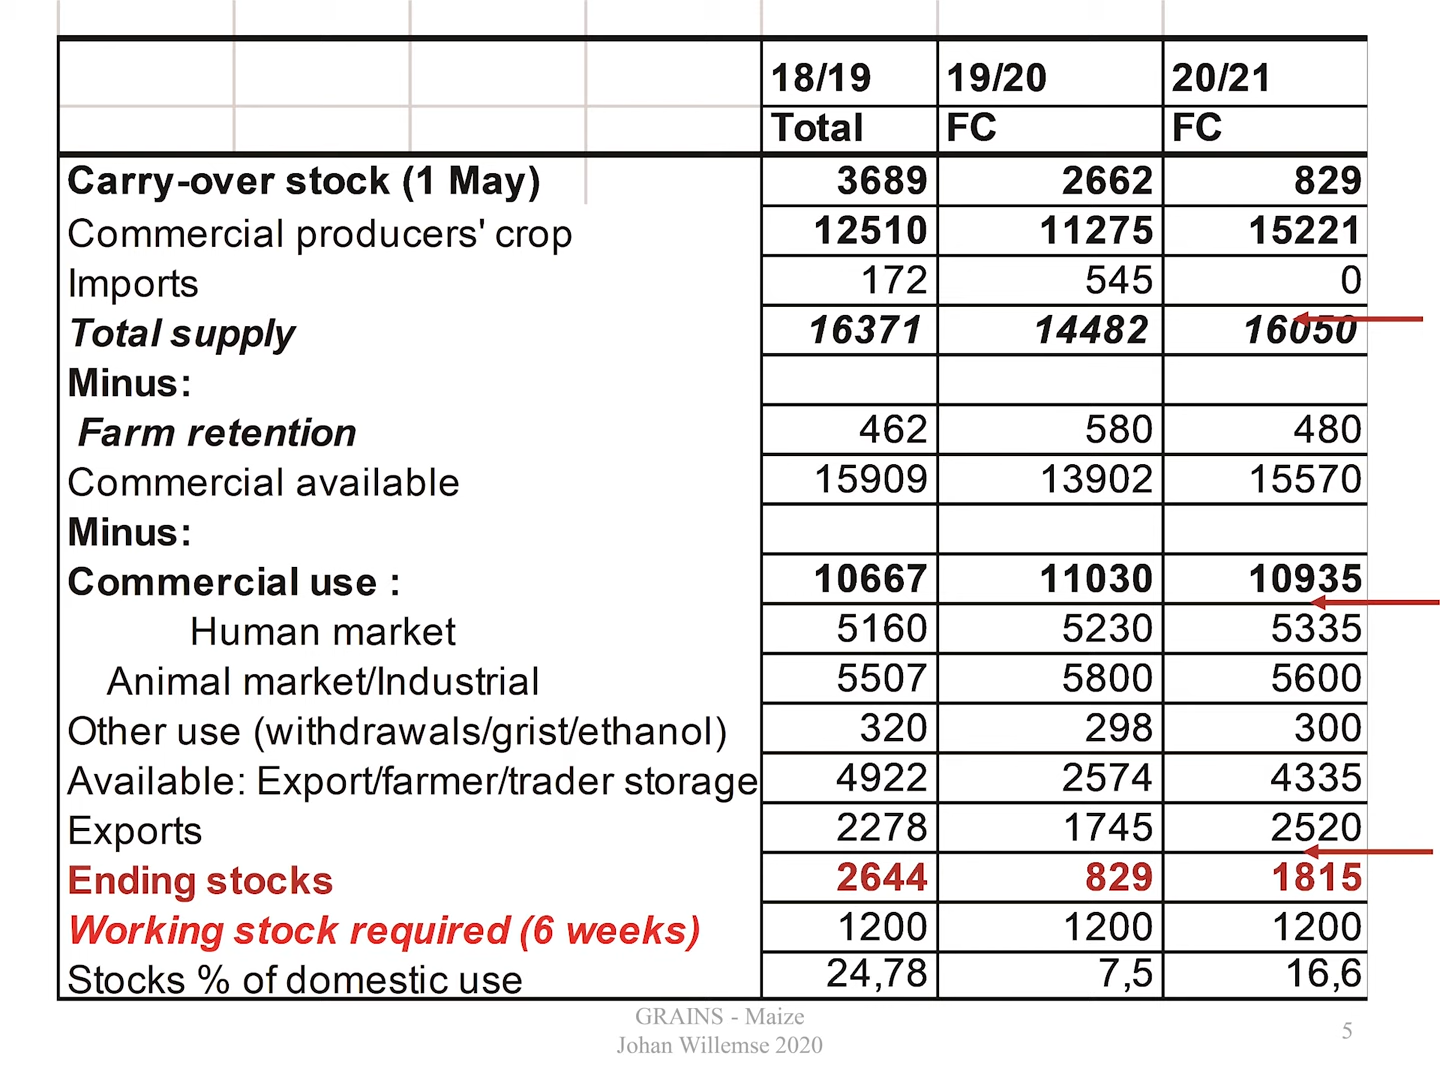 18/19 19/20 20/21
Total FC FC
Carry-over stock (1 May) 3689 2662 829
Commercial producers' crop 12510 11275 15221
Imports 172 545 0
Total supply 16371 14482 16050
Minus:
Farm retention 462 580 480
Commercial available 15909 13902 15570
Minus:
Commercial use : 10667 11030 10935
Human market 5160 5230 5335
Animal market/Industrial 5507 5800 5600
Other use (withdrawals/grist/ethanol) 320 298 300
Available: Export/farmer/trader storage 4922 2574 4335
Exports 2278 1745 2520
Ending stocks 2644 829 1815
Working stock required (6 weeks) 1200 1200 1200
Stocks % of domestic use 24,78 7,5 16,6
GRAINS - Maize
Johan Willemse 2020
5